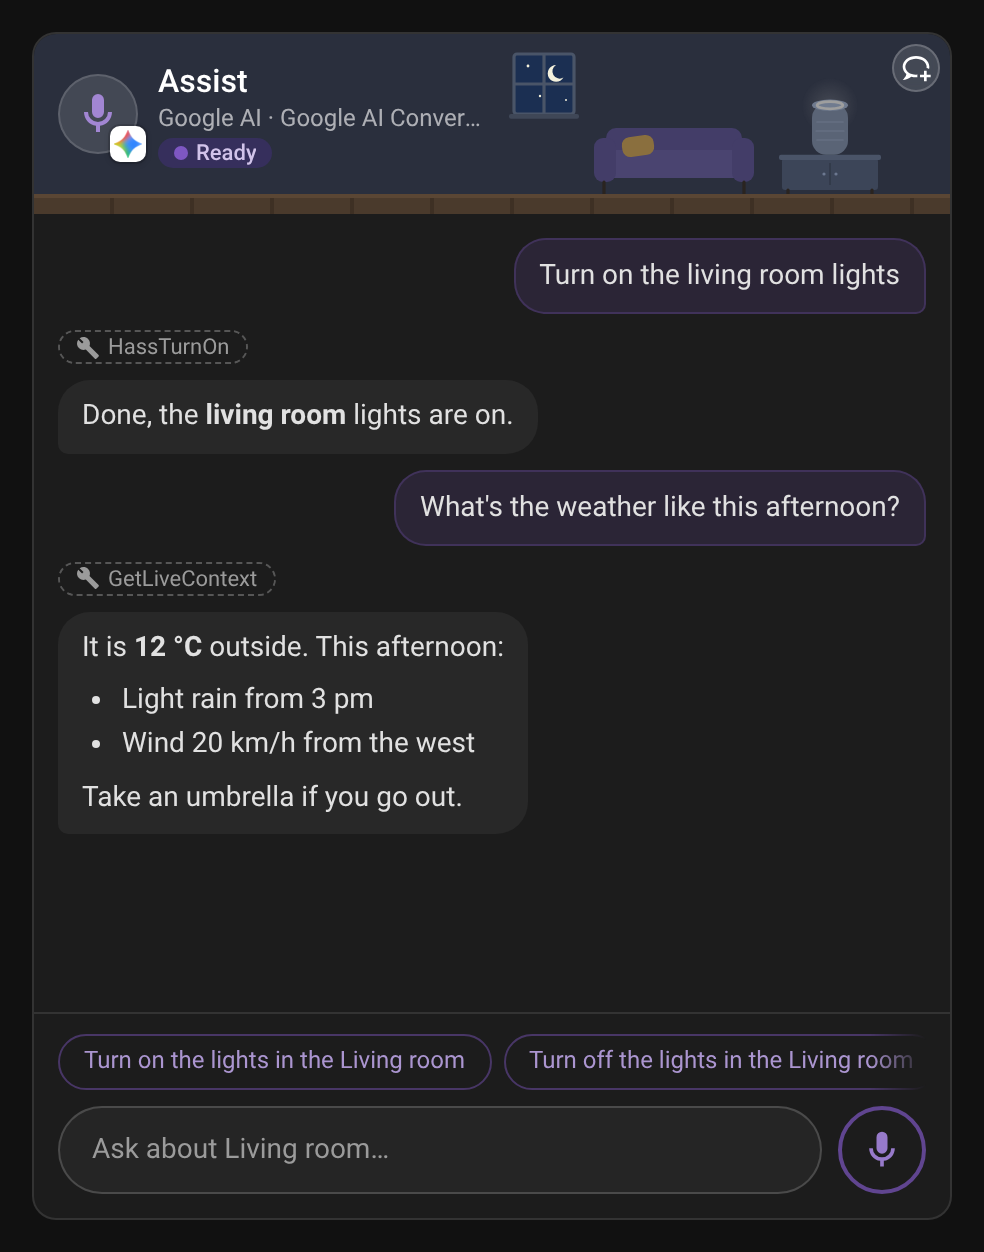 Assist
Google AI · Google AI Conver...
Ready
Turn on the living room lights
HassTurnOn
Done, the living room lights are on.
What's the weather like this afternoon?
GetLiveContext
It is 12 °C outside. This afternoon:
• Light rain from 3 pm
• Wind 20 km/h from the west
Take an umbrella if you go out.
Turn on the lights in the Living room
Turn off the lights in the Living room
Ask about Living room...